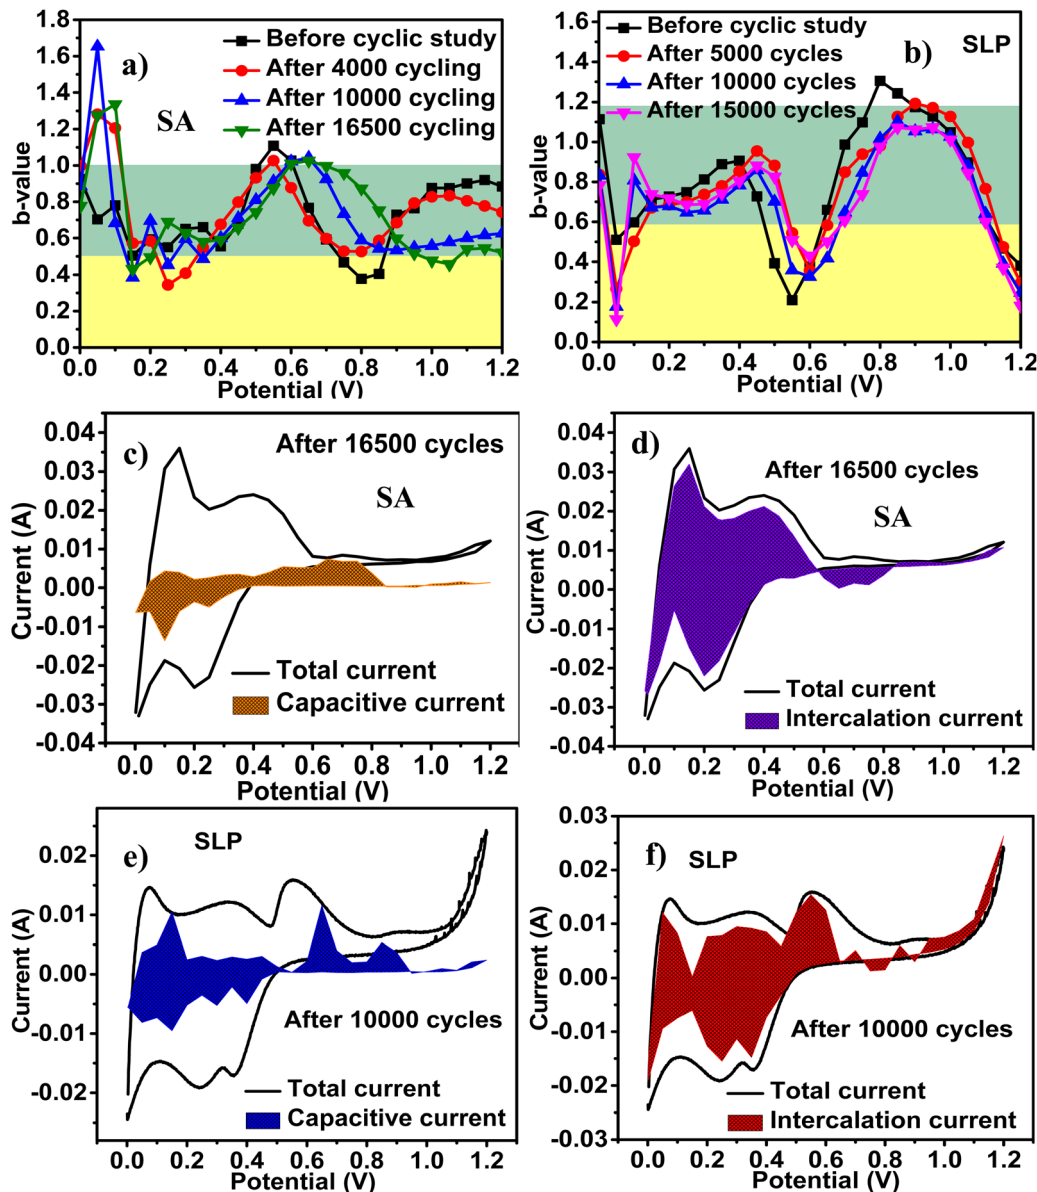 a)
SA
Before cyclic study
After 4000 cycling
After 10000 cycling
After 16500 cycling
b-value
1.8
1.6
1.4
1.2
1.0
0.8
0.6
0.4
0.2
0.0
0.0 0.2 0.4 0.6 0.8 1.0 1.2
Potential (V)
b)
SLP
Before cyclic study
After 5000 cycles
After 10000 cycles
After 15000 cycles
b-value
1.6
1.4
1.2
1.0
0.8
0.6
0.4
0.2
0.0
0.0 0.2 0.4 0.6 0.8 1.0 1.2
Potential (V)
c)
After 16500 cycles
SA
Total current
Capacitive current
Current (A)
0.04
0.03
0.02
0.01
0.00
-0.01
-0.02
-0.03
-0.04
0.0 0.2 0.4 0.6 0.8 1.0 1.2
Potential (V)
d)
After 16500 cycles
SA
Total current
Intercalation current
Current (A)
0.04
0.03
0.02
0.01
0.00
-0.01
-0.02
-0.03
-0.04
0.0 0.2 0.4 0.6 0.8 1.0 1.2
Potential (V)
e)
SLP
After 10000 cycles
Total current
Capacitive current
Current (A)
0.02
0.01
0.00
-0.01
-0.02
0.0 0.2 0.4 0.6 0.8 1.0 1.2
Potential (V)
f)
SLP
After 10000 cycles
Total current
Intercalation current
Current (A)
0.03
0.02
0.01
0.00
-0.01
-0.02
-0.03
0.0 0.2 0.4 0.6 0.8 1.0 1.2
Potential (V)